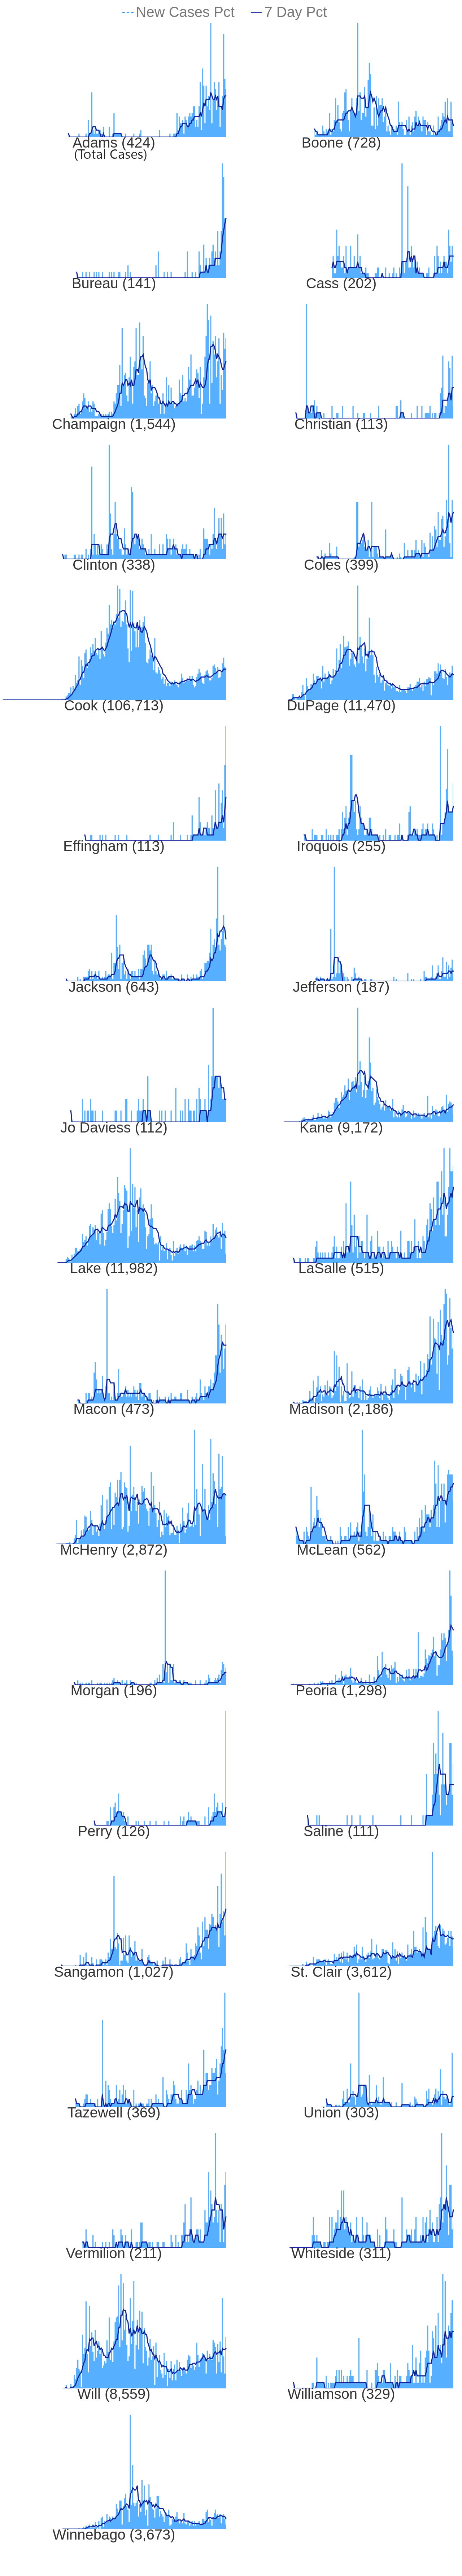 New Cases Pct 7 Day Pct
Adams (424) Boone (728)
(Total Cases)
Bureau (141) Cass (202)
Champaign (1,544) Christian (113)
Clinton (338) Coles (399)
Cook (106,713) DuPage (11,470)
Effingham (113) Iroquois (255)
Jackson (643) Jefferson (187)
Jo Daviess (112) Kane (9,172)
Lake (11,982) LaSalle (515)
Macon (473) Madison (2,186)
McHenry (2,872) McLean (562)
Morgan (196) Peoria (1,298)
Perry (126) Saline (111)
Sangamon (1,027) St. Clair (3,612)
Tazewell (369) Union (303)
Vermilion (211) Whiteside (311)
Will (8,559) Williamson (329)
Winnebago (3,673)